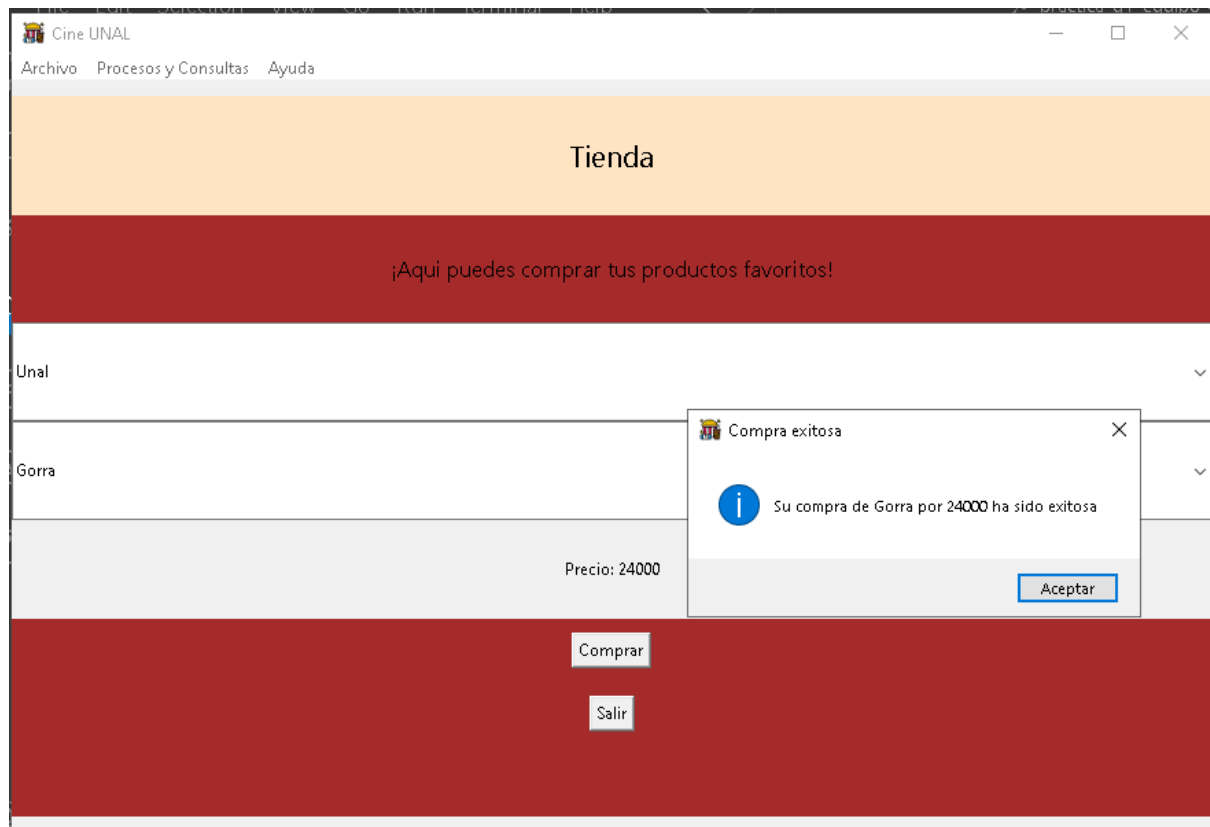 Cine UNAL
Archivo Procesos y Consultas Ayuda
Tienda
¡Aqui puedes comprar tus productos favoritos!
Unal
Gorra
Compra exitosa
Su compra de Gorra por 24000 ha sido exitosa
Aceptar
Precio: 24000
Comprar
Salir